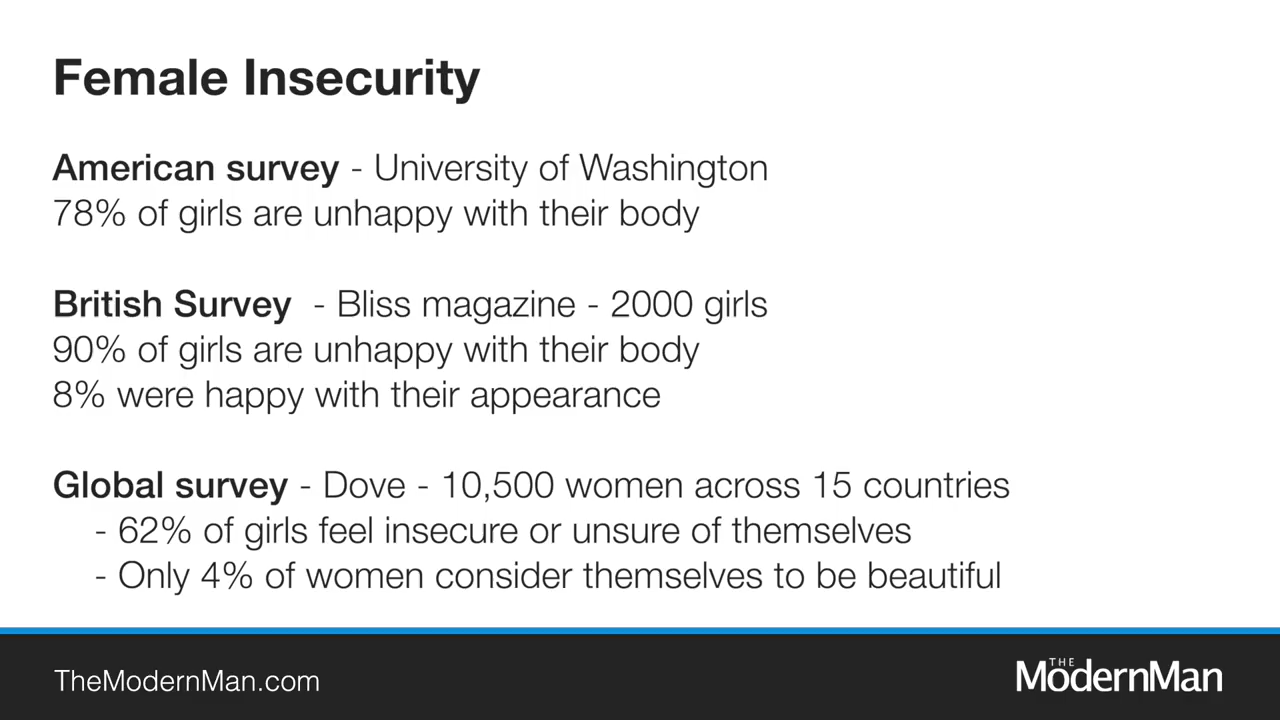 Female Insecurity
American survey - University of Washington
78% of girls are unhappy with their body
British Survey - Bliss magazine - 2000 girls
90% of girls are unhappy with their body
8% were happy with their appearance
Global survey - Dove - 10,500 women across 15 countries
- 62% of girls feel insecure or unsure of themselves
- Only 4% of women consider themselves to be beautiful
TheModernMan.com
THE
ModernMan